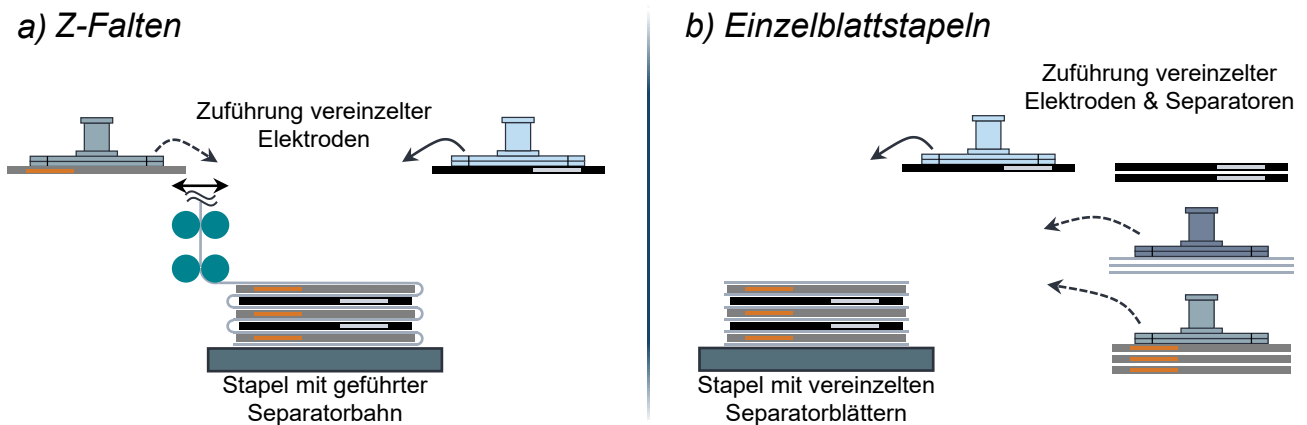 a) Z-Falten
Zuführung vereinzelter
Elektroden
Stapel mit geführter
Separatorbahn
b) Einzelblattstapeln
Zuführung vereinzelter
Elektroden & Separatoren
Stapel mit vereinzelten
Separatorblättern